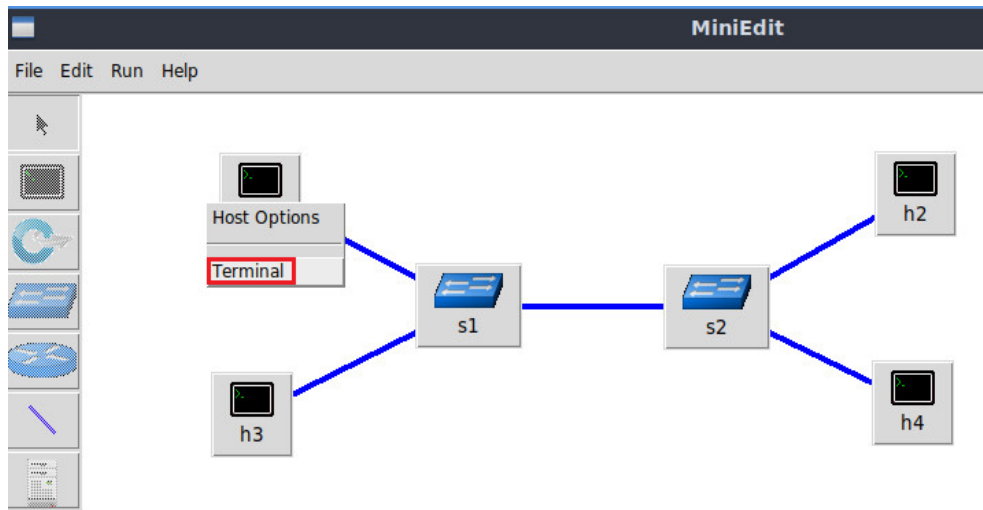 MiniEdit
File Edit Run Help
Host Options
Terminal
h2
s1
s2
h3
h4